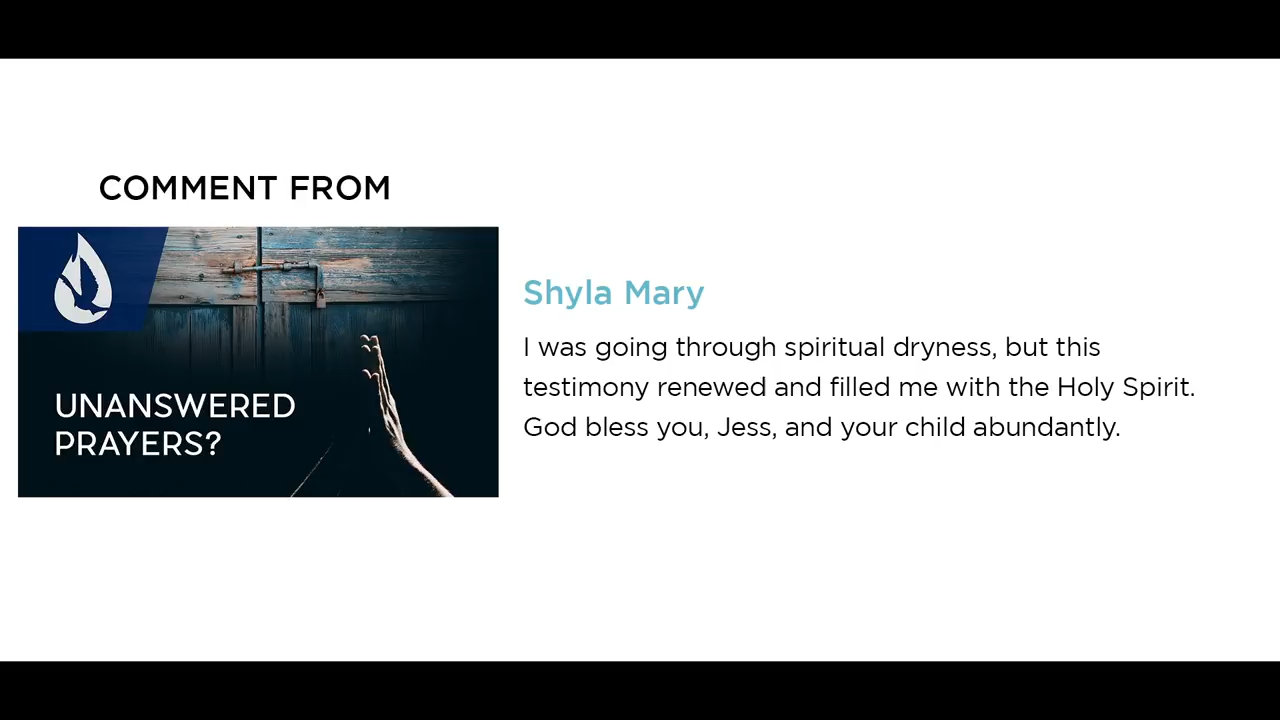 COMMENT FROM
UNANSWERED
PRAYERS?
Shyla Mary
I was going through spiritual dryness, but this
testimony renewed and filled me with the Holy Spirit.
God bless you, Jess, and your child abundantly.